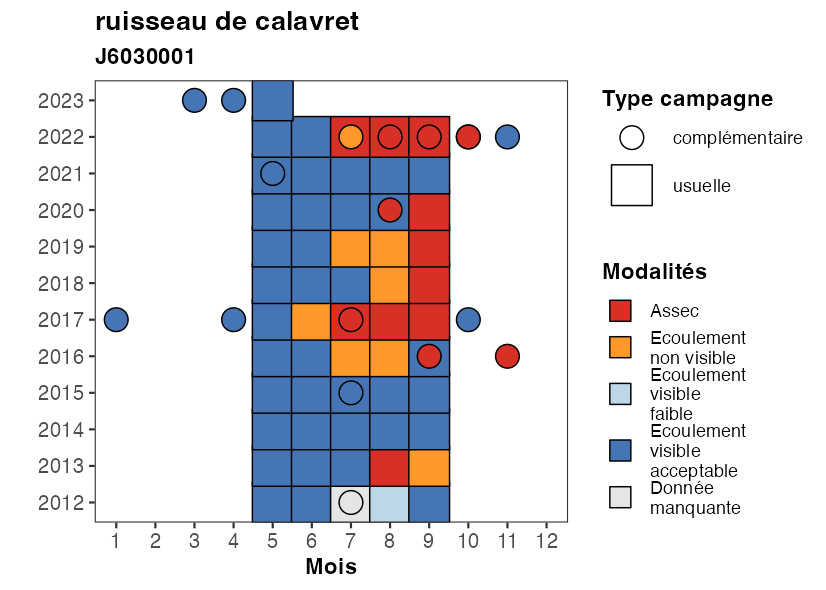 ruisseau de calavret
J6030001
2023
2022
2021
2020
2019
2018
2017
2016
2015
2014
2013
2012
1 2 3 4 5 6 7 8 9 10 11 12
Mois
Type campagne
complémentaire
usuelle
Modalités
Assec
Ecoulement
non visible
Ecoulement
visible
faible
Ecoulement
visible
acceptable
Donnée
manquante